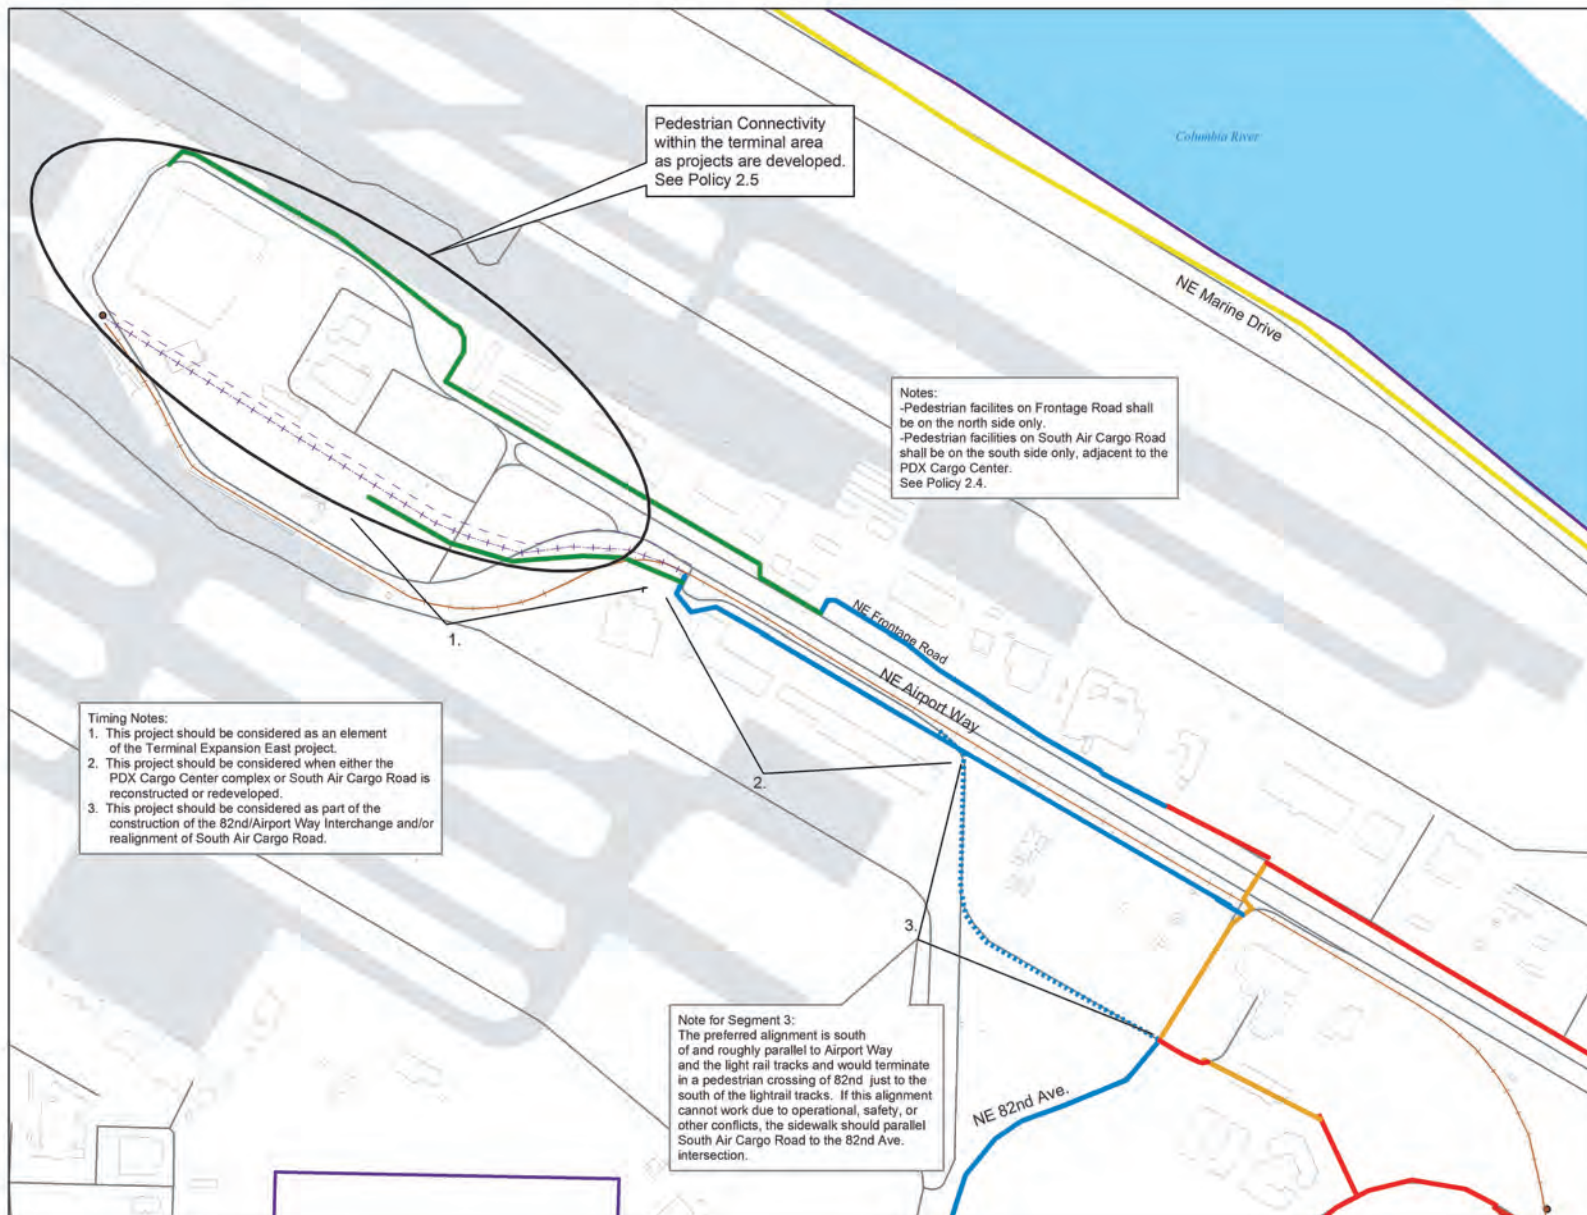 Pedestrian Connectivity
within the terminal area
as projects are developed.
See Policy 2.5
Columbia River
NE Marine Drive
Notes:
-Pedestrian facilites on Frontage Road shall
be on the north side only.
-Pedestrian facilities on South Air Cargo Road
shall be on the south side only, adjacent to the
PDX Cargo Center.
See Policy 2.4.
NE Frontage Road
NE Airport Way
1.
Timing Notes:
1. This project should be considered as an element
of the Terminal Expansion East project.
2. This project should be considered when either the
PDX Cargo Center complex or South Air Cargo Road is
reconstructed or redeveloped.
3. This project should be considered as part of the
construction of the 82nd/Airport Way Interchange and/or
realignment of South Air Cargo Road.
2.
3.
Note for Segment 3:
The preferred alignment is south
of and roughly parallel to Airport Way
and the light rail tracks and would terminate
in a pedestrian crossing of 82nd just to the
south of the lightrail tracks. If this alignment
cannot work due to operational, safety, or
other conflicts, the sidewalk should parallel
South Air Cargo Road to the 82nd Ave.
intersection.
NE 82nd Ave.